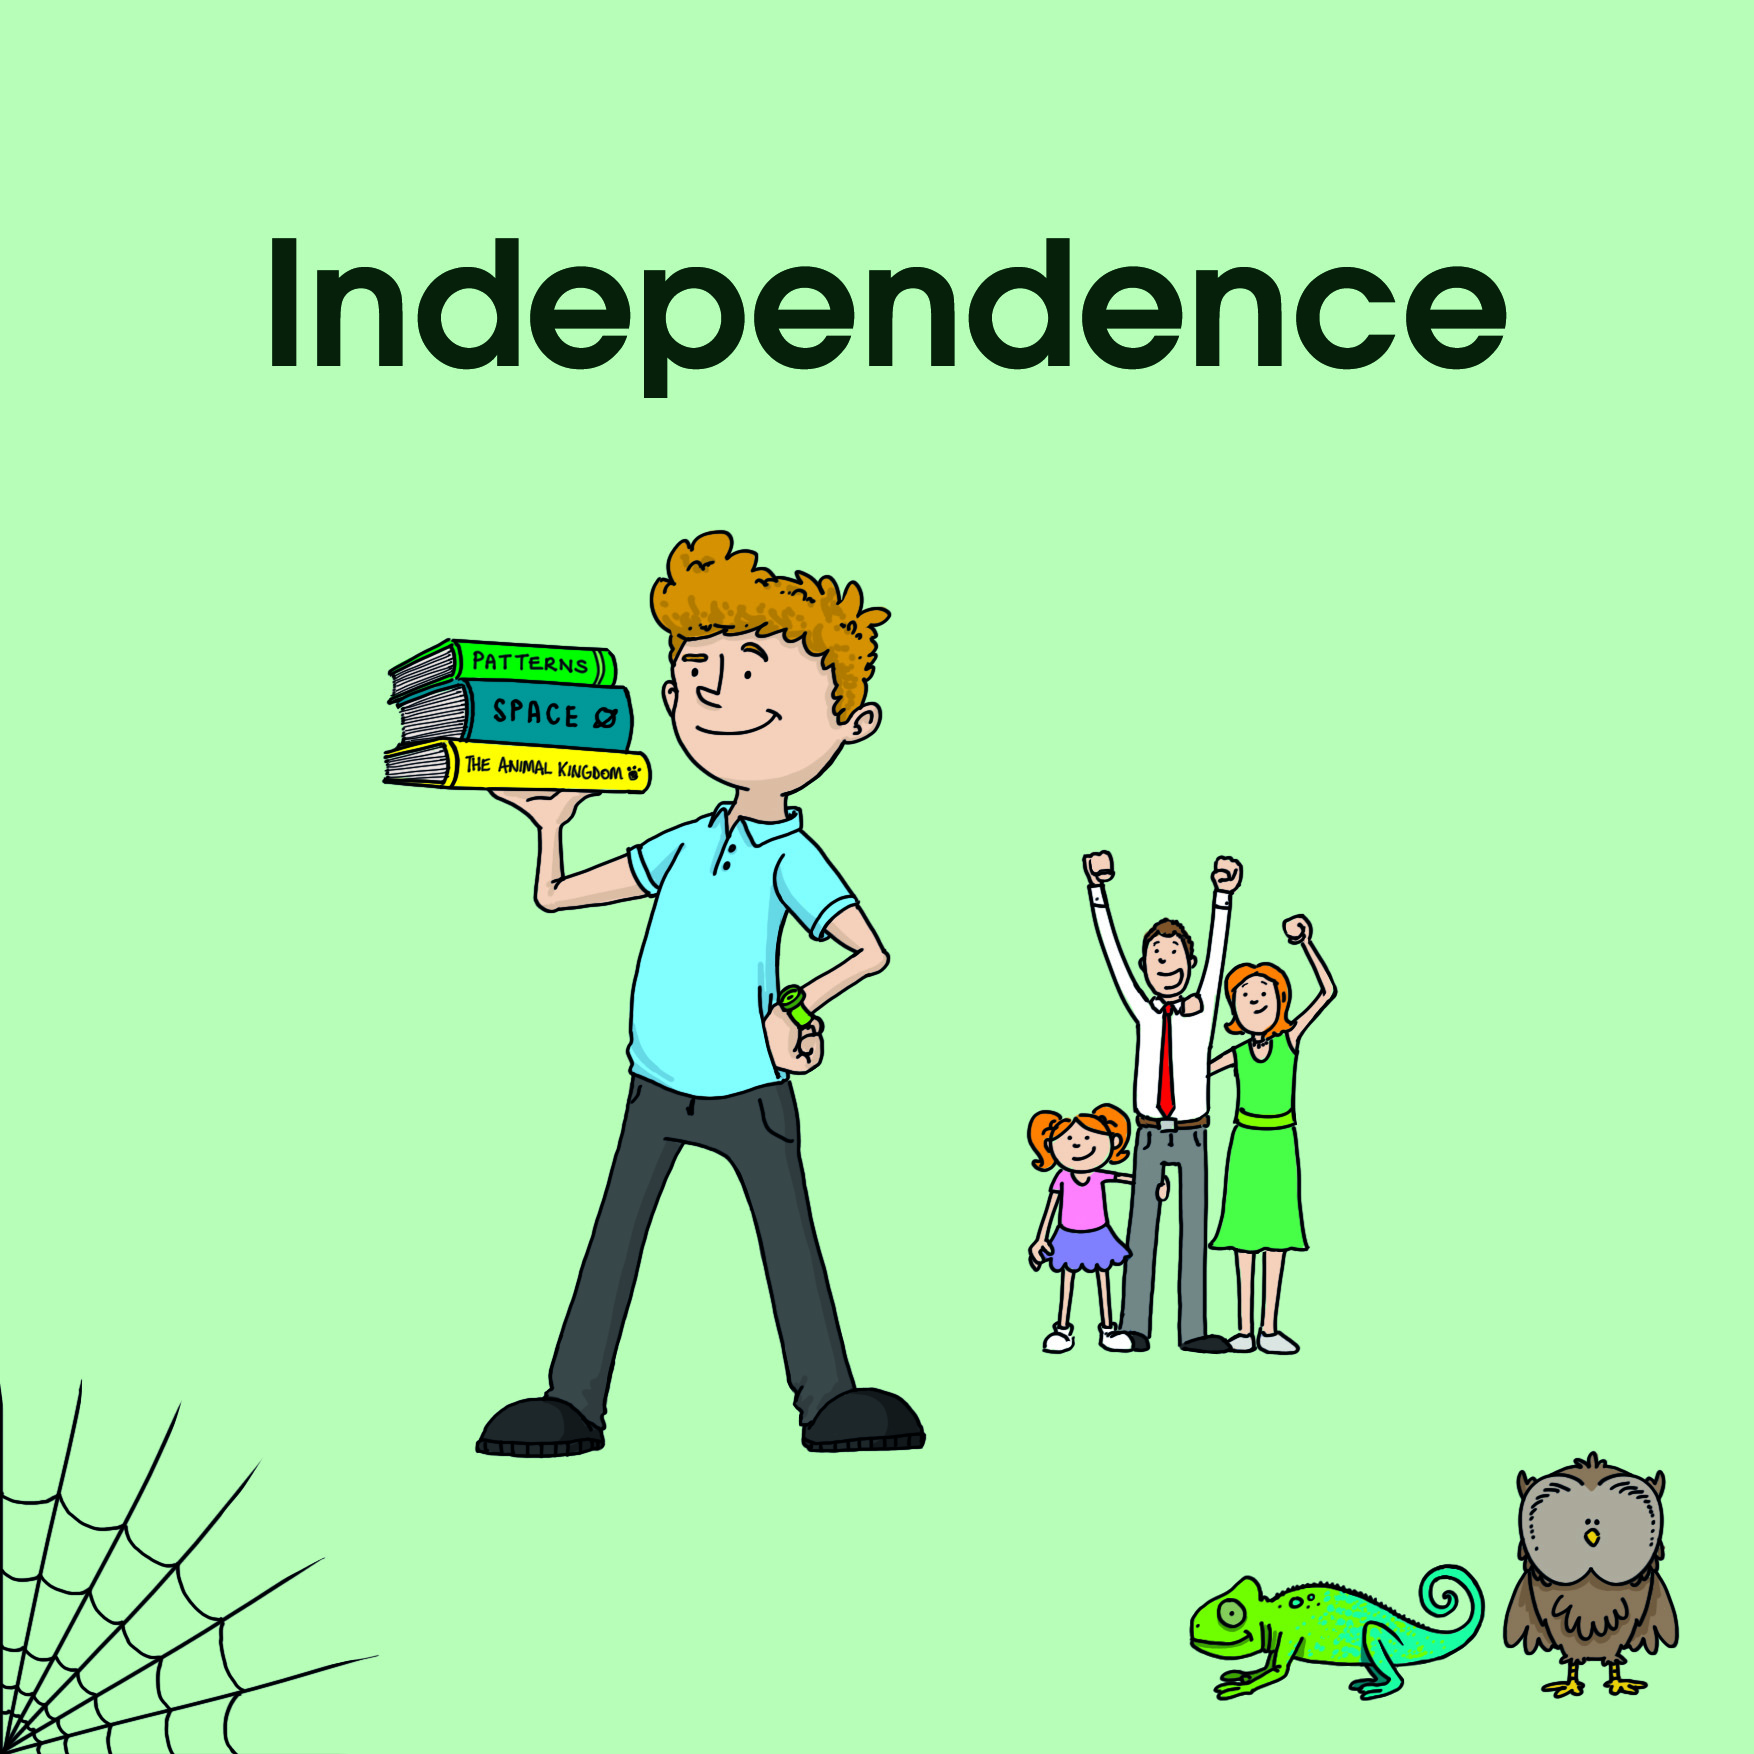 Independence
PATTERNS
SPACE
THE ANIMAL KINGDOM